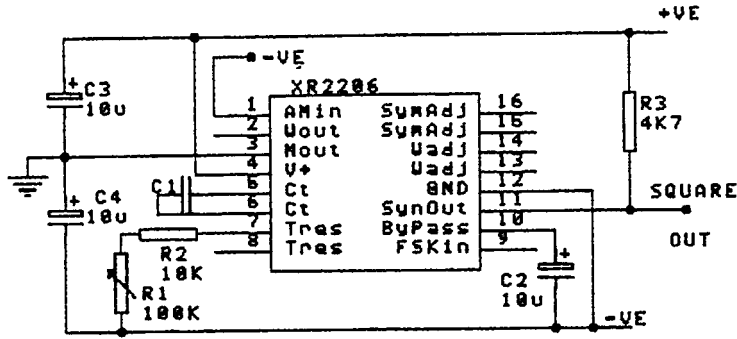 +VE
-VE
XR2206
C3
10u
1 AMin SymAdj 16
2 Wout SymAdj 15
3 Mout Wadj 14
4 V+ Wadj 13
5 Ct GND 12
6 Ct SynOut 11
7 Tres ByPass 10
8 Tres FSKin 9
R3
4K7
C1
C4
10u
SQUARE
OUT
R2
10K
R1
100K
C2
10u
-VE